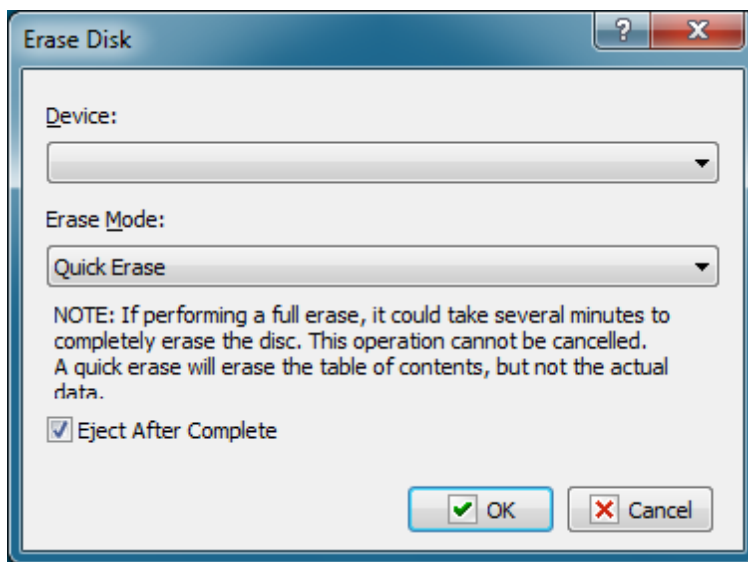 Erase Disk
Device:
Erase Mode:
Quick Erase
NOTE: If performing a full erase, it could take several minutes to
completely erase the disc. This operation cannot be cancelled.
A quick erase will erase the table of contents, but not the actual
data.
Eject After Complete
OK
Cancel